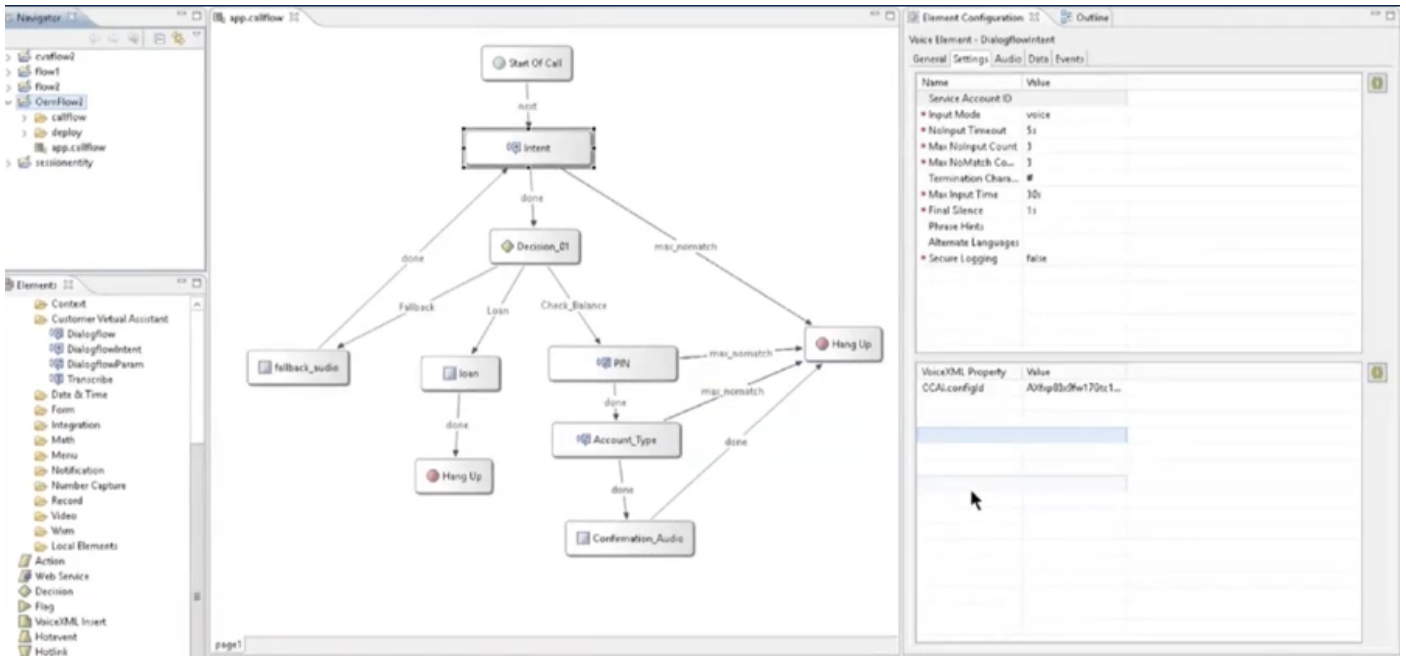 Navigator
cvsflow2
flow1
flow2
OemFlow2
callflow
deploy
app.callflow
sessionentity
Elements
Context
Customer Virtual Assistant
Dialogflow
DialogflowIntent
DialogflowParam
Transcribe
Date & Time
Form
Integration
Math
Menu
Notification
Number Capture
Record
Video
Wxm
Local Elements
Action
Web Service
Decision
Flag
VoiceXML Insert
Hotevent
Hotlink
app.callflow
Start Of Call
next
Intent
done
Decision_01
done
max_nomatch
Fallback
Loan
Check_Balance
fallback_audio
loan
PIN
max_nomatch
Hang Up
done
done
max_nomatch
Account_Type
done
Hang Up
done
Confirmation_Audio
page1
Element Configuration
Outline
Voice Element - DialogflowIntent
General Settings Audio Data Events
Name Value
Service Account ID
* Input Mode voice
* NoInput Timeout 5s
* Max NoInput Count 3
* Max NoMatch Co... 3
Termination Chara... #
* Max Input Time 30s
* Final Silence 1s
Phrase Hints
Alternate Languages
* Secure Logging false
VoiceXML Property Value
CCAI.configId